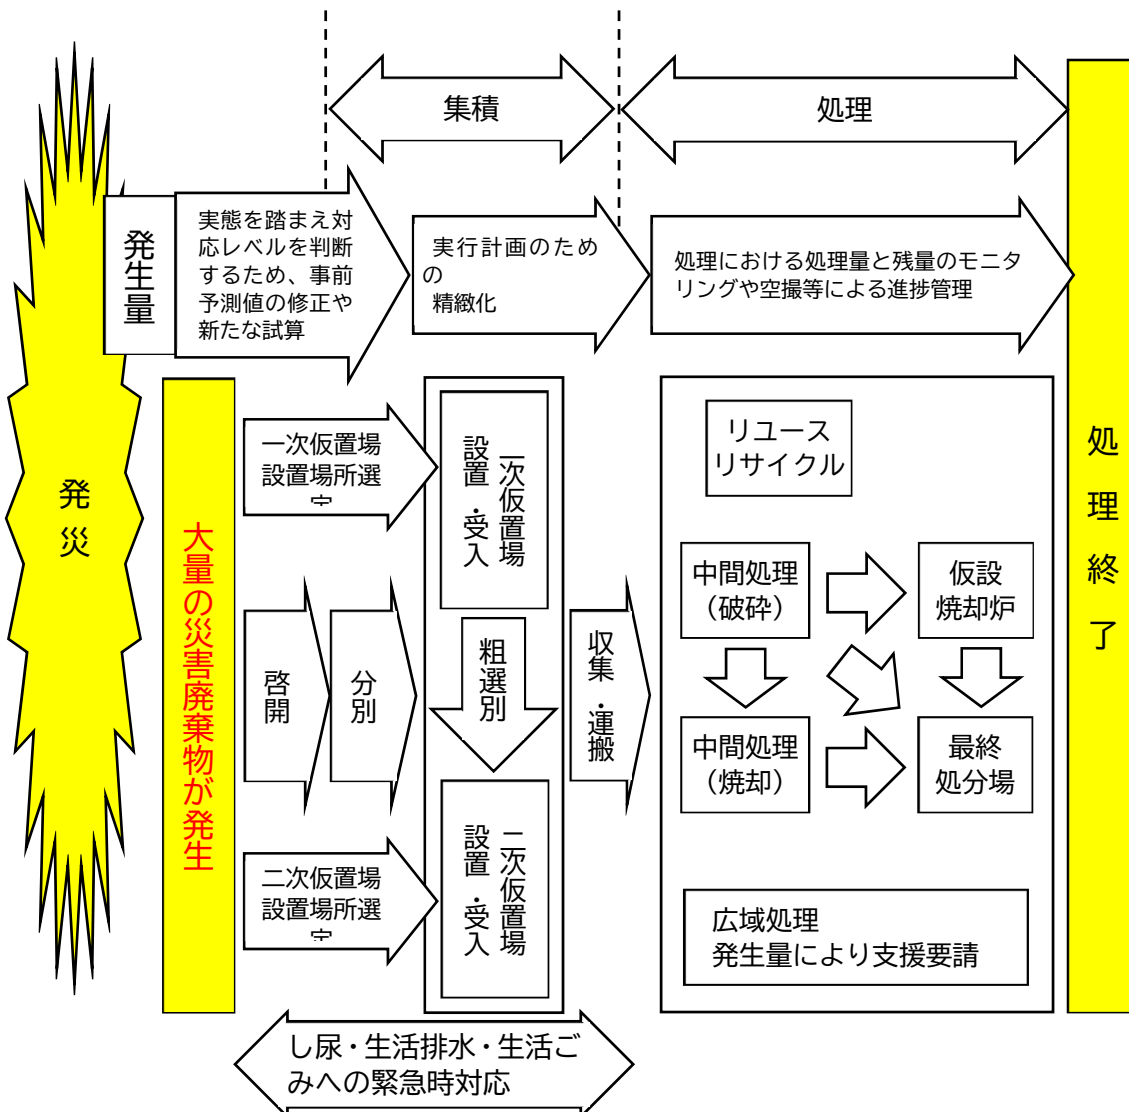 集積
処理
発生量
実態を踏まえ対
応レベルを判断
するため、事前
予測値の修正や
新たな試算
実行計画のため
の
精緻化
処理における処理量と残量のモニタ
リングや空撮等による進捗管理
発災
大量の災害廃棄物が発生
一次仮置場
設置場所選
定
啓開
分別
二次仮置場
設置場所選
定
一次仮置場
設置・受入
粗選別
二次仮置場
設置・受入
収集・運搬
リユース
リサイクル
中間処理
（破砕）
仮設
焼却炉
中間処理
（焼却）
最終
処分場
広域処理
発生量により支援要請
処理終了
し尿・生活排水・生活ご
みへの緊急時対応